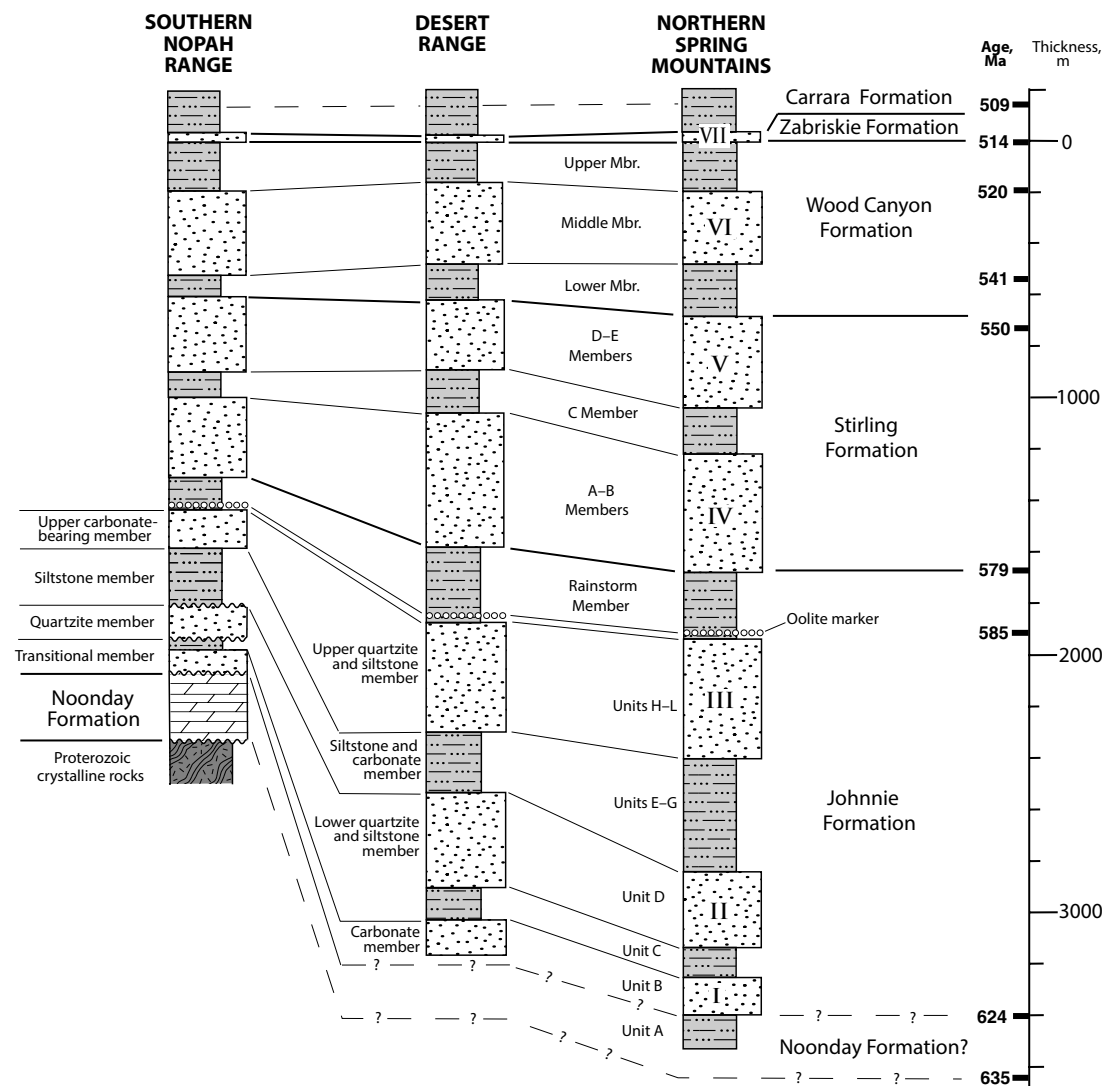 SOUTHERN
NOPAH
RANGE
DESERT
RANGE
NORTHERN
SPRING
MOUNTAINS
Age,
Ma
Thickness,
m
Carrara Formation
509
Zabriskie Formation
VII
514
0
Upper Mbr.
520
Middle Mbr.
VI
Wood Canyon
Formation
541
Lower Mbr.
550
D–E
Members
V
1000
C Member
Stirling
Formation
A–B
Members
IV
Upper carbonate-
bearing member
Siltstone member
579
Rainstorm
Member
Quartzite member
Oolite marker
585
Transitional member
2000
Upper quartzite
and siltstone
member
Units H–L
III
Noonday
Formation
Siltstone and
carbonate
member
Proterozoic
crystalline rocks
Units E–G
Johnnie
Formation
Lower quartzite
and siltstone
member
Unit D
II
3000
Carbonate
member
Unit C
? ? ? ?
Unit B
I
624
? ? ? ? ? ?
Unit A
Noonday Formation?
635
? ?